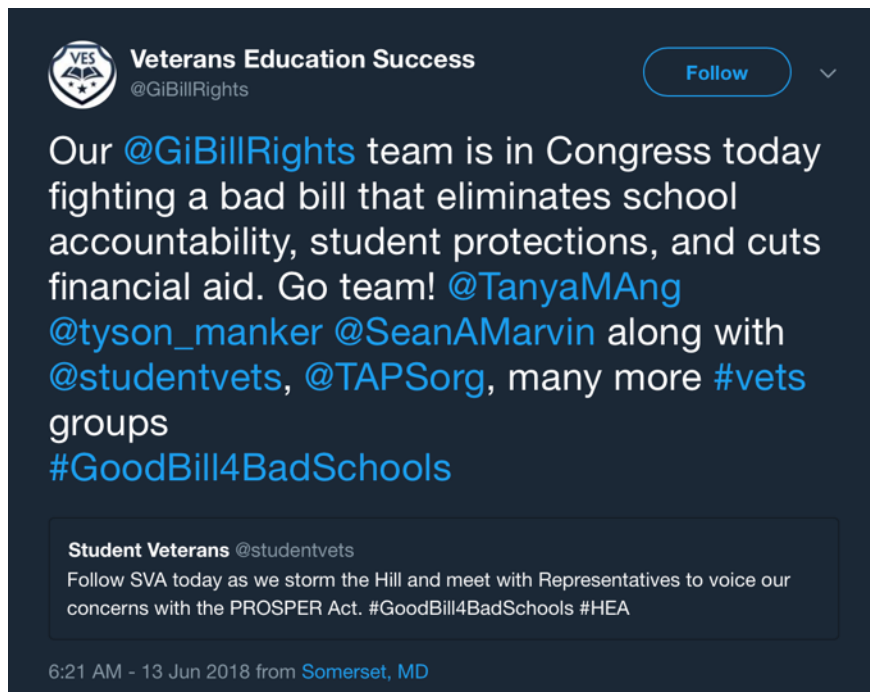 VES
Veterans Education Success
@GiBillRights
Follow
Our @GiBillRights team is in Congress today
fighting a bad bill that eliminates school
accountability, student protections, and cuts
financial aid. Go team! @TanyaMAng
@tyson_manker @SeanAMarvin along with
@studentvets, @TAPSorg, many more #vets
groups
#GoodBill4BadSchools
Student Veterans @studentvets
Follow SVA today as we storm the Hill and meet with Representatives to voice our
concerns with the PROSPER Act. #GoodBill4BadSchools #HEA
6:21 AM - 13 Jun 2018 from Somerset, MD